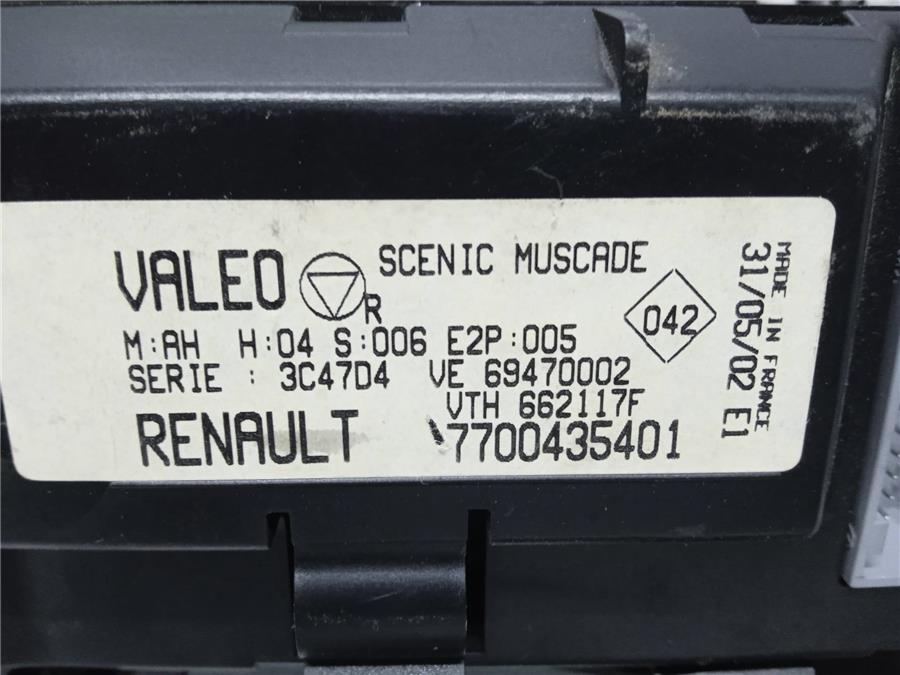 VALEO R SCENIC MUSCADE
042
M:AH H:04 S:006 E2P:005
SERIE : 3C47D4 VE 69470002
VTH 662117F
RENAULT 7700435401
MADE IN FRANCE
31/05/02 E1